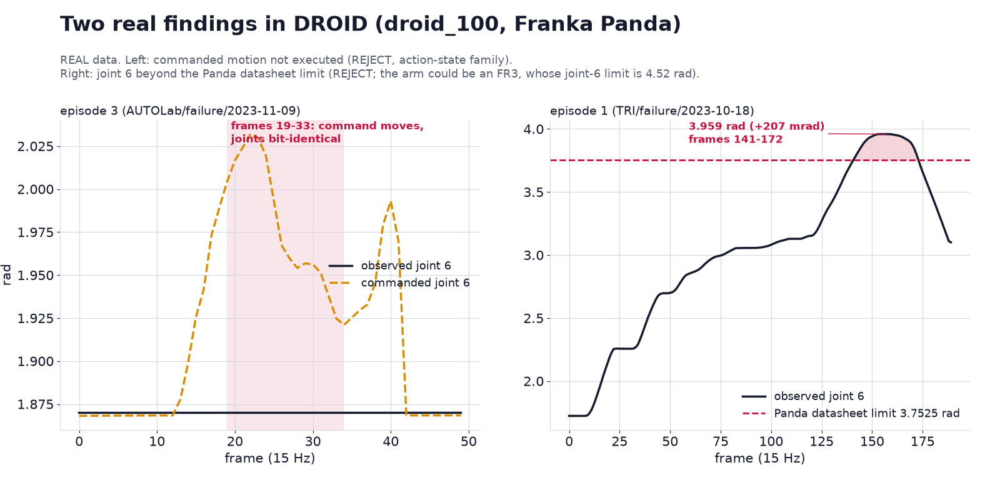 Two real findings in DROID (droid_100, Franka Panda)
REAL data. Left: commanded motion not executed (REJECT, action-state family).
Right: joint 6 beyond the Panda datasheet limit (REJECT; the arm could be an FR3, whose joint-6 limit is 4.52 rad).
episode 3 (AUTOLab/failure/2023-11-09)
frames 19-33: command moves,
joints bit-identical
2.025
2.000
1.975
1.950
1.925
1.900
1.875
rad
observed joint 6
commanded joint 6
0 10 20 30 40 50
frame (15 Hz)
episode 1 (TRI/failure/2023-10-18)
3.959 rad (+207 mrad)
frames 141-172
4.0
3.5
3.0
2.5
2.0
observed joint 6
Panda datasheet limit 3.7525 rad
0 25 50 75 100 125 150 175
frame (15 Hz)